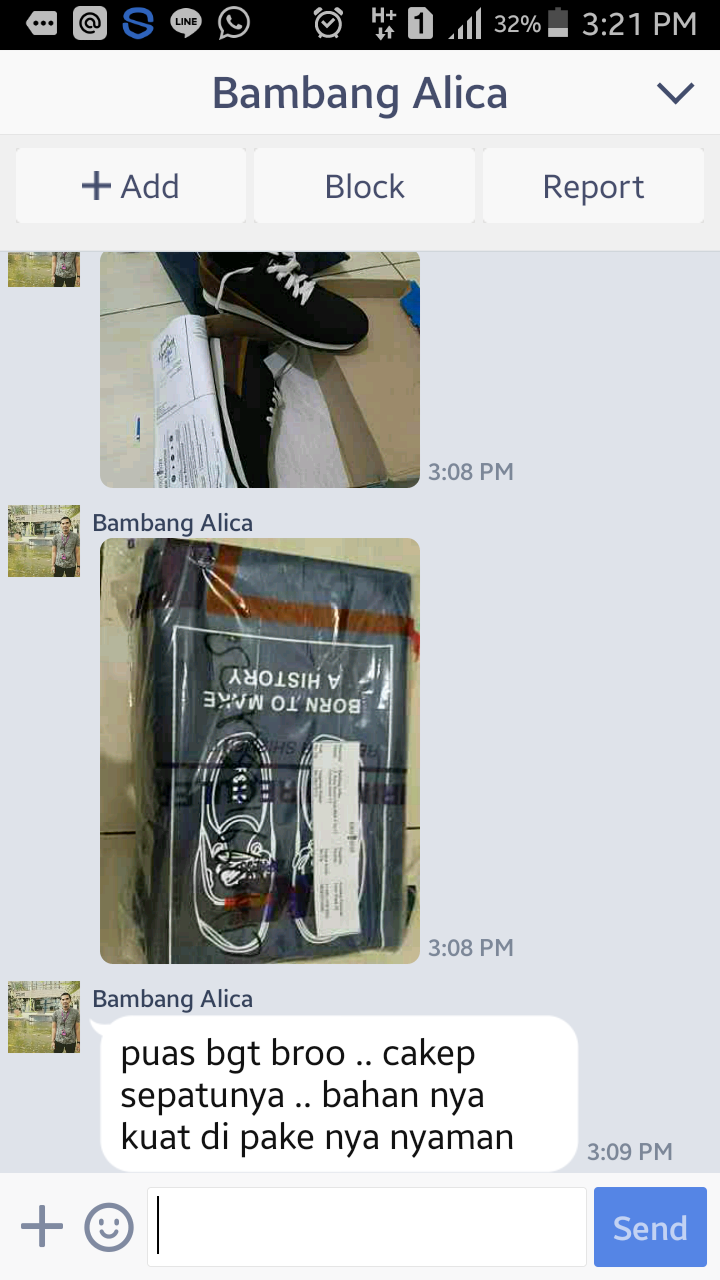 LINE
H+
1
32%
3:21 PM
Bambang Alica
+ Add
Block
Report
3:08 PM
Bambang Alica
BORN TO MAKE
A HISTORY
3:08 PM
Bambang Alica
puas bgt broo .. cakep
sepatunya .. bahan nya
kuat di pake nya nyaman
3:09 PM
Send